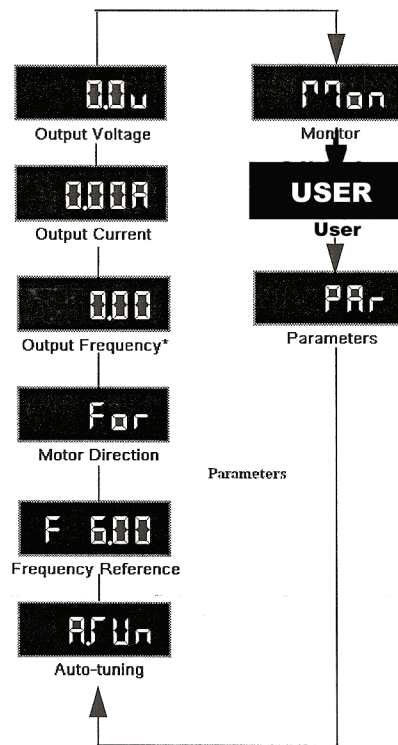 0.0u
Output Voltage
0.00A
Output Current
0.00
Output Frequency*
For
Motor Direction
F 6.00
Frequency Reference
A.TUn
Auto-tuning
Mon
Monitor
USER
User
PAr
Parameters
Parameters